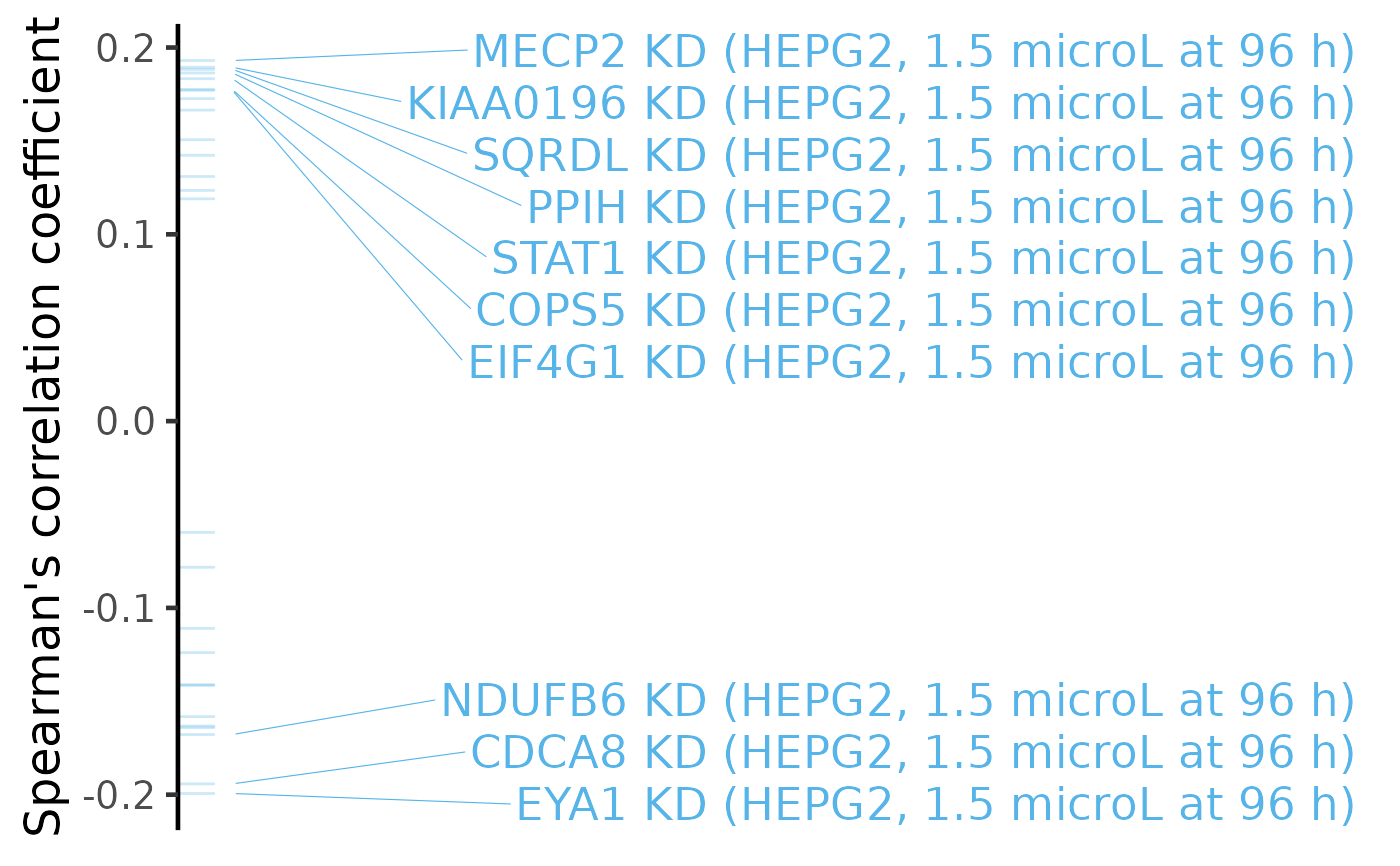 Spearman's correlation coefficient
0.2
0.1
0.0
-0.1
-0.2
MECP2 KD (HEPG2, 1.5 microL at 96 h)
KIAA0196 KD (HEPG2, 1.5 microL at 96 h)
SQRDL KD (HEPG2, 1.5 microL at 96 h)
PPIH KD (HEPG2, 1.5 microL at 96 h)
STAT1 KD (HEPG2, 1.5 microL at 96 h)
COPS5 KD (HEPG2, 1.5 microL at 96 h)
EIF4G1 KD (HEPG2, 1.5 microL at 96 h)
NDUFB6 KD (HEPG2, 1.5 microL at 96 h)
CDCA8 KD (HEPG2, 1.5 microL at 96 h)
EYA1 KD (HEPG2, 1.5 microL at 96 h)